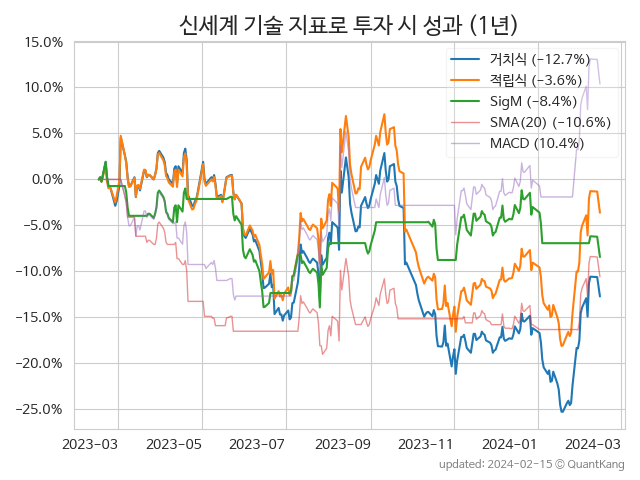 신세계 기술 지표로 투자 시 성과 (1년)
15.0%
10.0%
5.0%
0.0%
−5.0%
−10.0%
−15.0%
−20.0%
−25.0%
거치식 (−12.7%)
적립식 (−3.6%)
SigM (−8.4%)
SMA(20) (−10.6%)
MACD (10.4%)
2023−03 2023−05 2023−07 2023−09 2023−11 2024−01 2024−03
updated: 2024−02−15 © QuantKang